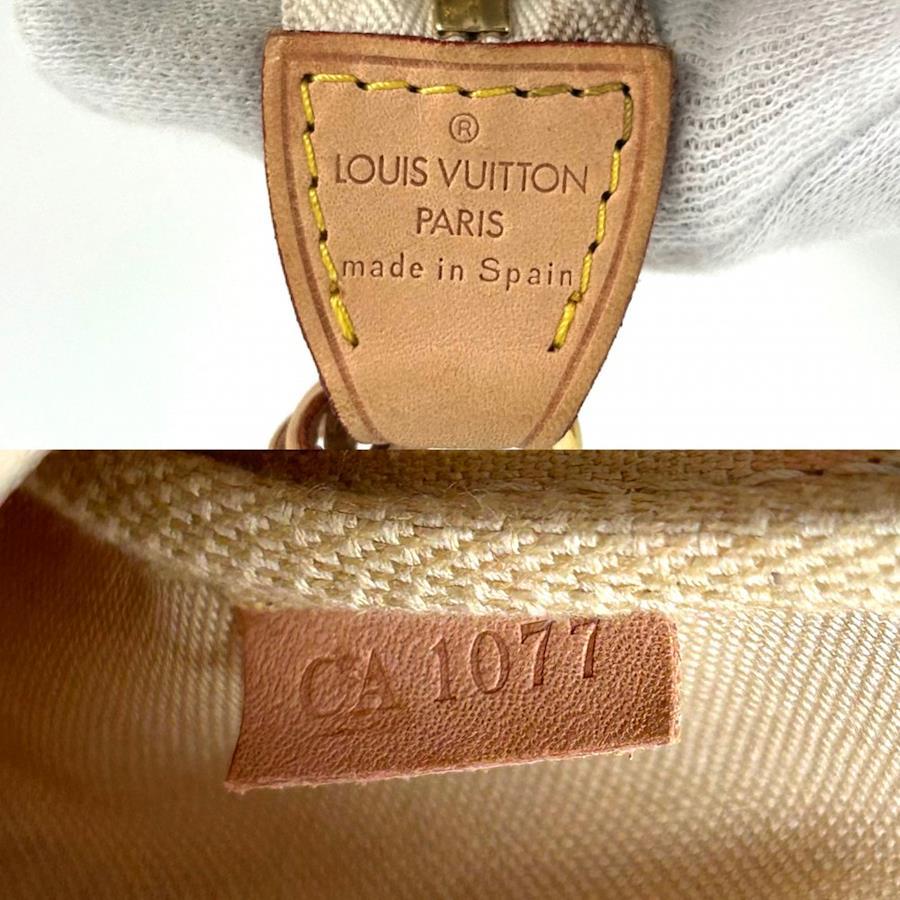 ®
LOUIS VUITTON
PARIS
made in Spain
CA 1077